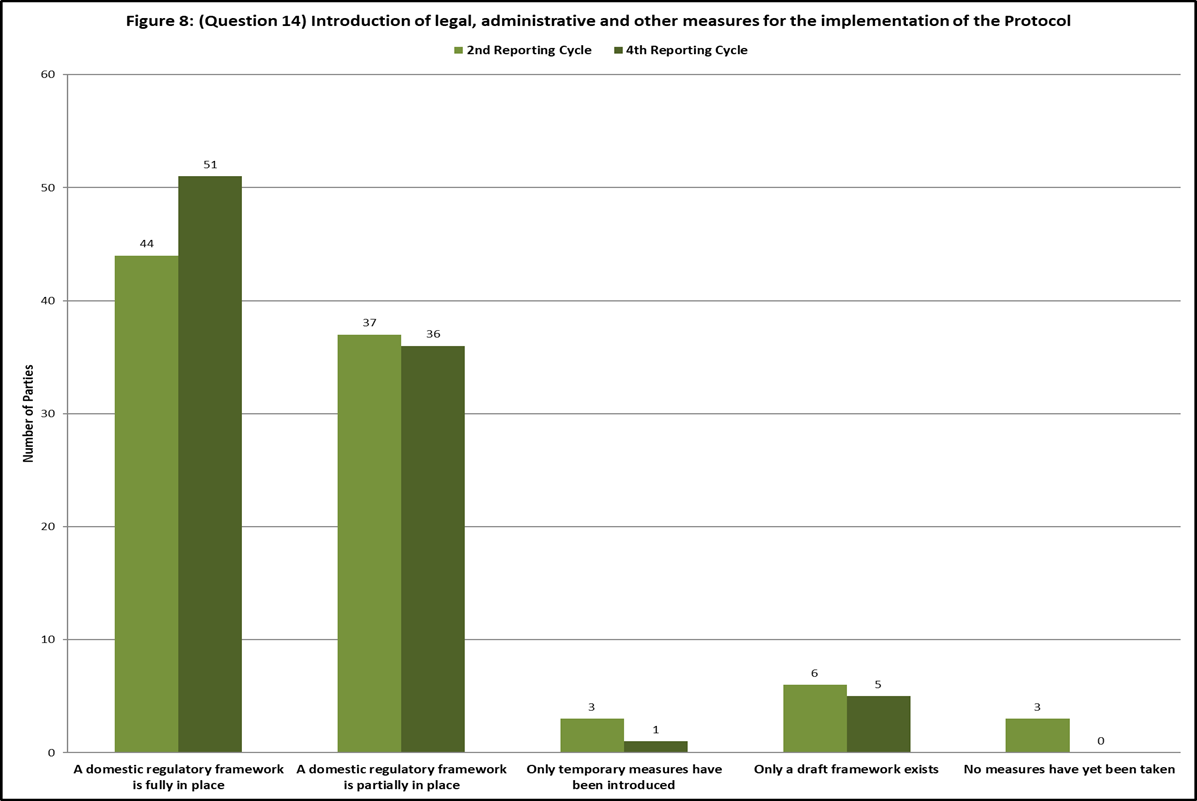 Figure 8: (Question 14) Introduction of legal, administrative and other measures for the implementation of the Protocol
2nd Reporting Cycle 4th Reporting Cycle
60
50
40
30
20
10
0
Number of Parties
44
51
37
36
3
1
6
5
3
0
A domestic regulatory framework
is fully in place
A domestic regulatory framework
is partially in place
Only temporary measures have
been introduced
Only a draft framework exists
No measures have yet been taken